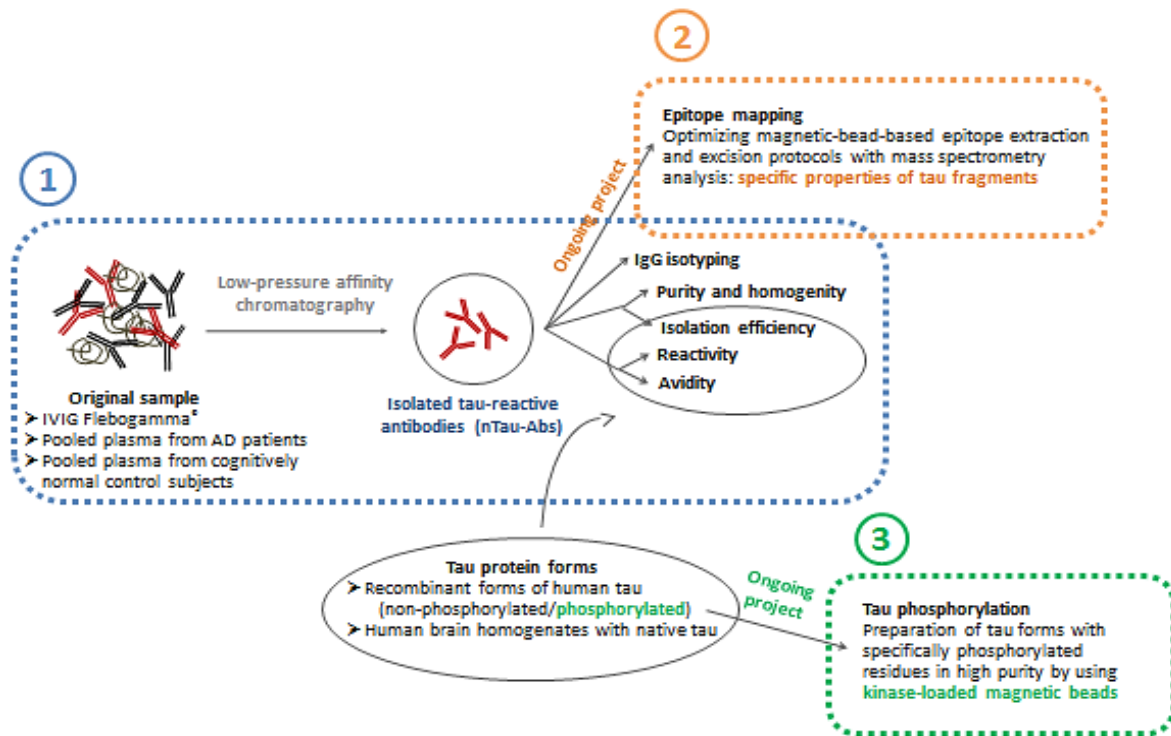 2
Epitope mapping
Optimizing magnetic-bead-based epitope extraction
and excision protocols with mass spectrometry
analysis: specific properties of tau fragments
1
Ongoing project
Low-pressure affinity
chromatography
IgG isotyping
Purity and homogenity
Isolation efficiency
Reactivity
Avidity
Original sample
➤ IVIG Flebogamma
➤ Pooled plasma from AD patients
➤ Pooled plasma from cognitively
normal control subjects
Isolated tau-reactive
antibodies (nTau-Abs)
3
Tau protein forms
➤ Recombinant forms of human tau
(non-phosphorylated/phosphorylated)
➤ Human brain homogenates with native tau
Ongoing
project
Tau phosphorylation
Preparation of tau forms with
specifically phosphorylated
residues in high purity by using
kinase-loaded magnetic beads